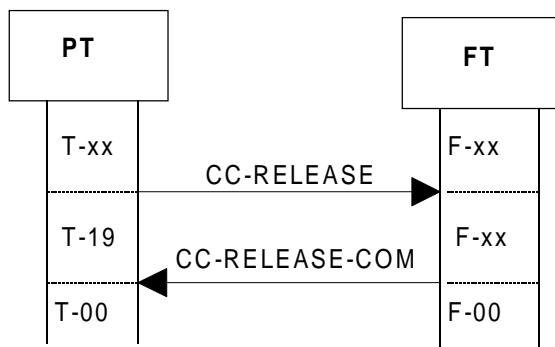 PT
FT
T-xx
F-xx
CC-RELEASE
T-19
F-xx
CC-RELEASE-COM
T-00
F-00